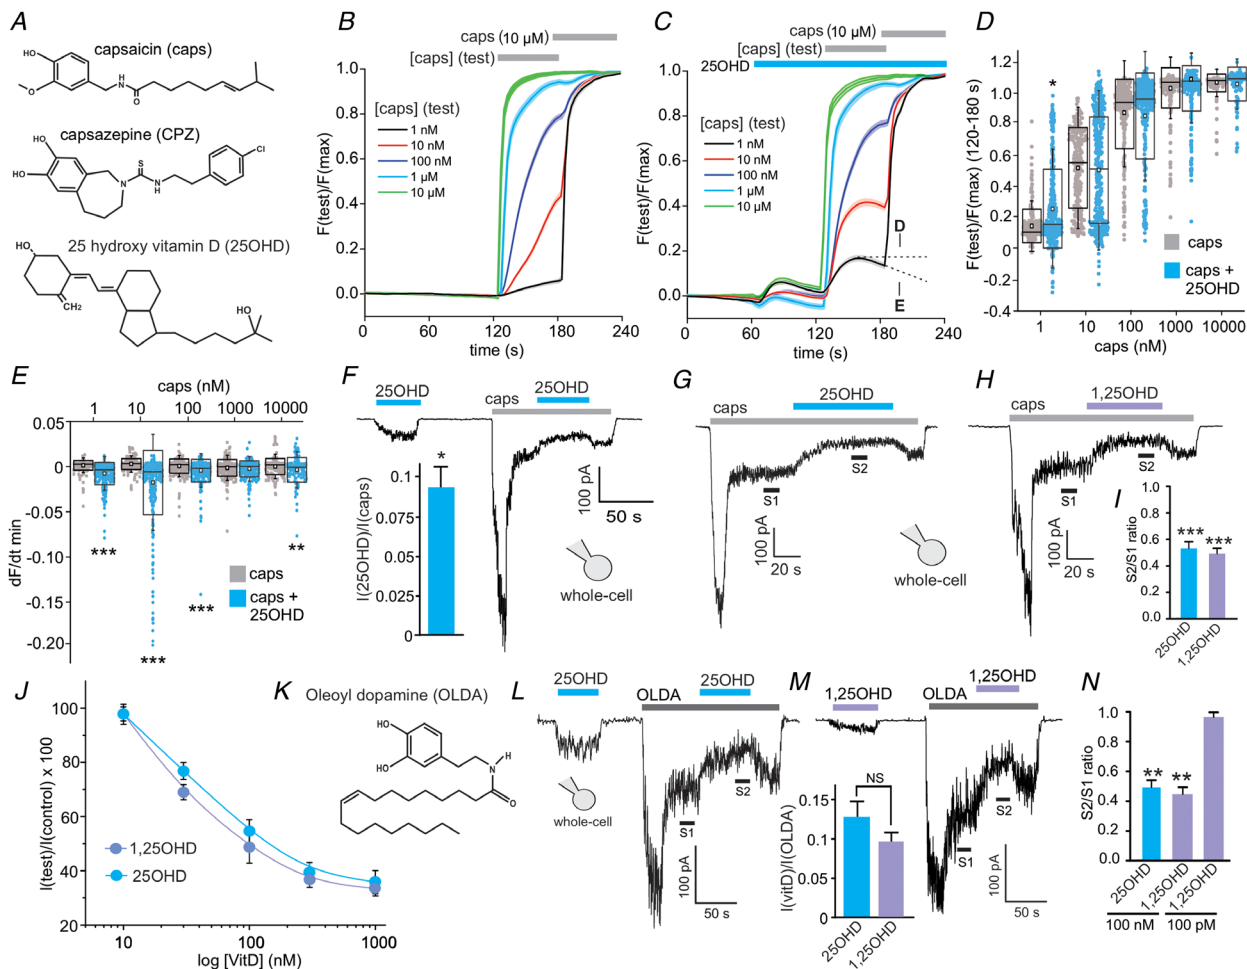 A
capsaicin (caps)
HO
O
N
H
O
capsazepine (CPZ)
HO
HO
N
S
N
H
Cl
25 hydroxy vitamin D (25OHD)
HO
CH2
HO
B
caps (10 µM)
[caps] (test)
[caps] (test)
1 nM
10 nM
100 nM
1 µM
10 µM
F(test)/F(max)
1.0
0.8
0.6
0.4
0.2
0.0
0
60
120
180
240
time (s)
C
caps (10 µM)
[caps] (test)
25OHD
[caps] (test)
1 nM
10 nM
100 nM
1 µM
10 µM
D
E
F(test)/F(max)
1.0
0.8
0.6
0.4
0.2
0.0
0
60
120
180
240
time (s)
D
F(test)/F(max) (120-180 s)
1.2
1.0
0.8
0.6
0.4
0.2
0
-0.4
*
caps
caps +
25OHD
1
10
100
1000
10000
caps (nM)
E
caps (nM)
1
10
100
1000
10000
dF/dt min
0.05
0
-0.05
-0.10
-0.15
-0.20
***
***
***
**
caps
caps +
25OHD
F
25OHD
25OHD
caps
I(25OHD)/I(caps)
0.1
0.075
0.05
0.025
0
*
100 pA
50 s
whole-cell
G
25OHD
caps
S1
S2
100 pA
20 s
whole-cell
H
1,25OHD
caps
S1
S2
100 pA
20 s
I
S2/S1 ratio
1.0
0.8
0.6
0.4
0.2
0.0
***
***
25OHD
1,25OHD
J
I(test)/I(control) x 100
100
80
60
40
20
1,25OHD
25OHD
10
100
1000
log [VitD] (nM)
K
Oleoyl dopamine (OLDA)
HO
HO
N
H
O
L
25OHD
25OHD
OLDA
S1
S2
100 pA
50 s
whole-cell
M
1,25OHD
1,25OHD
OLDA
S1
S2
100 pA
50 s
I(vitD)/I(OLDA)
0.15
0.1
0.05
0
NS
25OHD
1,25OHD
N
S2/S1 ratio
1.0
0.8
0.6
0.4
0.2
0.0
**
**
25OHD
1,25OHD
1,25OHD
100 nM
100 pM